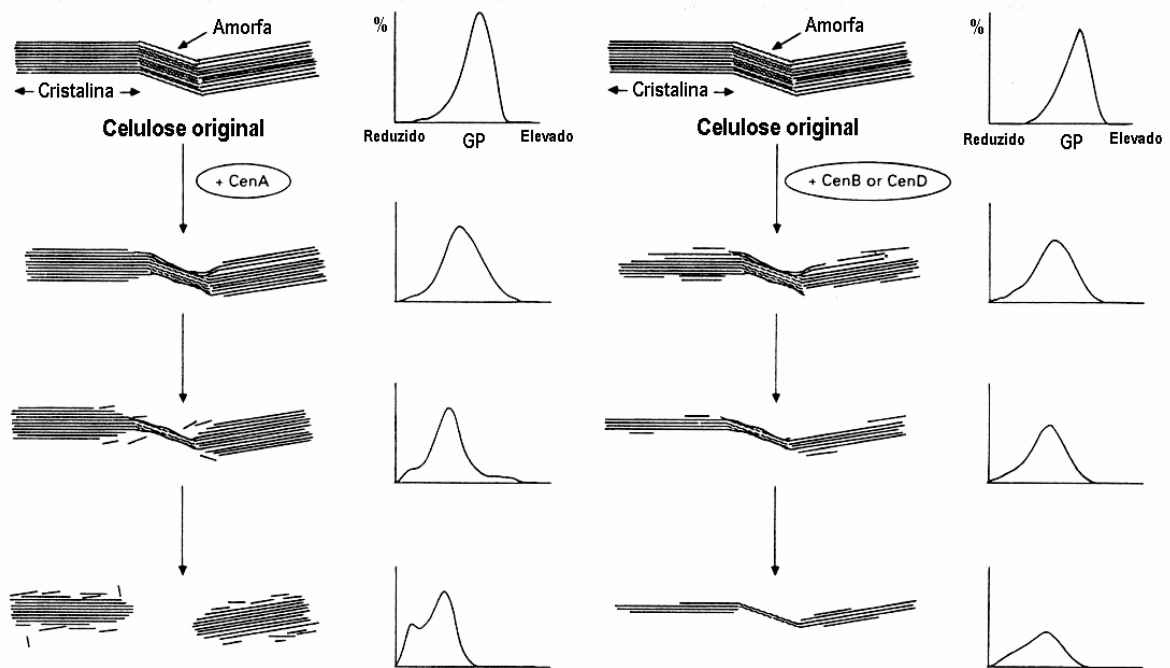 Amorfa
← Cristalina →
Celulose original
+ CenA
%
Reduzido GP Elevado
Amorfa
← Cristalina →
Celulose original
+ CenB or CenD
%
Reduzido GP Elevado